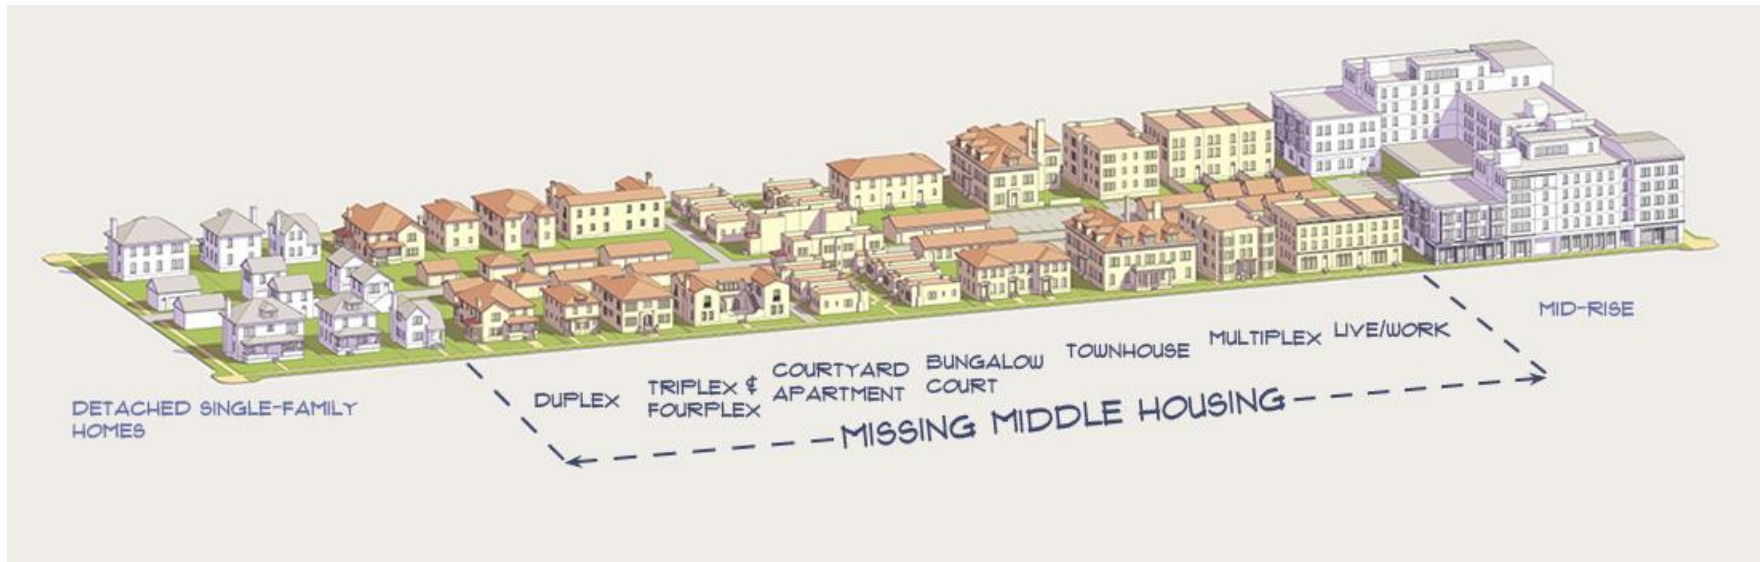 DETACHED SINGLE-FAMILY
HOMES
DUPLEX
TRIPLEX &
FOURPLEX
COURTYARD
APARTMENT
BUNGALOW
COURT
TOWNHOUSE
MULTIPLEX
LIVE/WORK
MID-RISE
MISSING MIDDLE HOUSING